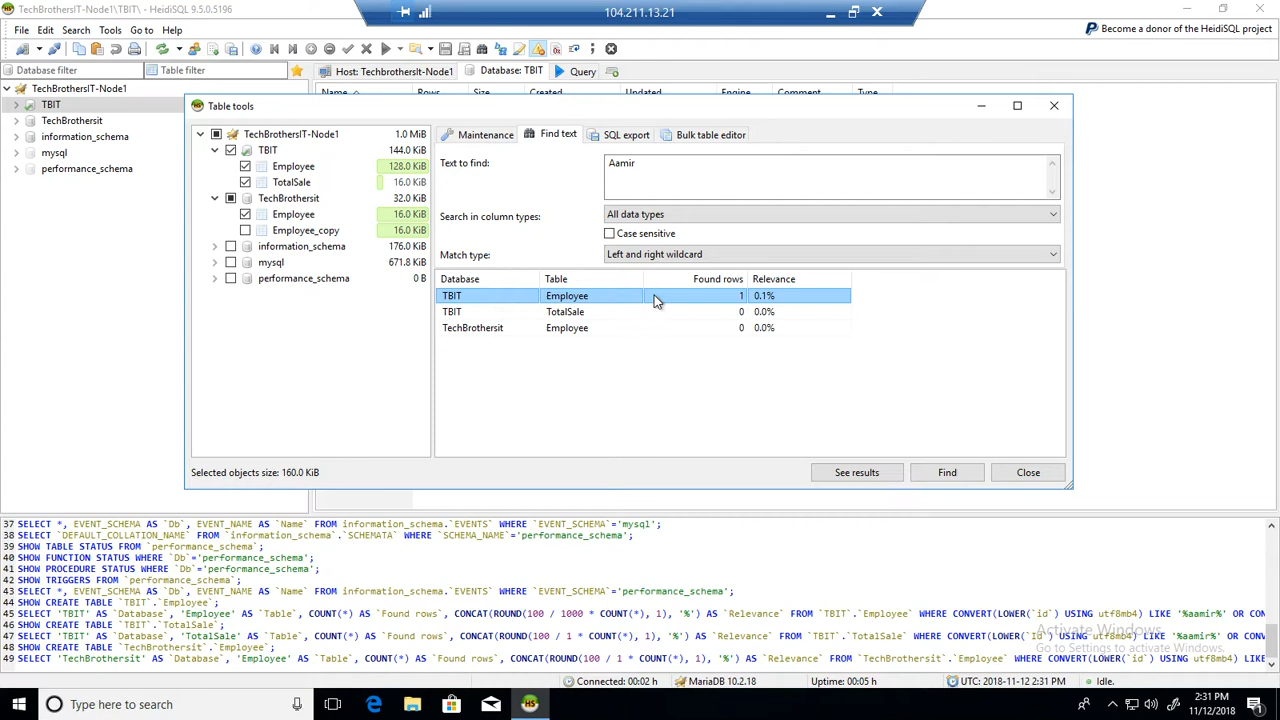 TechBrothersIT-Node1\TBIT\ - HeidiSQL 9.5.0.5196
104.211.13.21
File Edit Search Tools Go to Help
Become a donor of the HeidiSQL project
Database filter Table filter Host: TechbrothersIt-Node1 Database: TBIT Query
TechBrothersIT-Node1
TBIT
TechBrothersit
information_schema
mysql
performance_schema
Name Rows Size Created Updated Engine Comment Type
Table tools
TechBrothersIT-Node1 1.0 MiB
TBIT 144.0 KiB
Employee 128.0 KiB
TotalSale 16.0 KiB
TechBrothersit 32.0 KiB
Employee 16.0 KiB
Employee_copy 16.0 KiB
information_schema 176.0 KiB
mysql 671.8 KiB
performance_schema 0 B
Maintenance Find text SQL export Bulk table editor
Text to find: Aamir
Search in column types: All data types
Case sensitive
Match type: Left and right wildcard
Database Table Found rows Relevance
TBIT Employee 1 0.1%
TBIT TotalSale 0 0.0%
TechBrothersit Employee 0 0.0%
Selected objects size: 160.0 KiB
See results Find Close
37 SELECT *, EVENT_SCHEMA AS `Db`, EVENT_NAME AS `Name` FROM information_schema.`EVENTS` WHERE `EVENT_SCHEMA`='mysql';
38 SELECT `DEFAULT_COLLATION_NAME` FROM `information_schema`.`SCHEMATA` WHERE `SCHEMA_NAME`='performance_schema';
39 SHOW TABLE STATUS FROM `performance_schema`;
40 SHOW FUNCTION STATUS WHERE `Db`='performance_schema';
41 SHOW PROCEDURE STATUS WHERE `Db`='performance_schema';
42 SHOW TRIGGERS FROM `performance_schema`;
43 SELECT *, EVENT_SCHEMA AS `Db`, EVENT_NAME AS `Name` FROM information_schema.`EVENTS` WHERE `EVENT_SCHEMA`='performance_schema';
44 SHOW CREATE TABLE `TBIT`.`Employee`;
45 SELECT 'TBIT' AS `Database`, 'Employee' AS `Table`, COUNT(*) AS `Found rows`, CONCAT(ROUND(100 / 1000 * COUNT(*), 1), '%') AS `Relevance` FROM `TBIT`.`Employee` WHERE CONVERT(LOWER(`id`) USING utf8mb4) LIKE '%aamir%' OR CON
46 SHOW CREATE TABLE `TBIT`.`TotalSale`;
47 SELECT 'TBIT' AS `Database`, 'TotalSale' AS `Table`, COUNT(*) AS `Found rows`, CONCAT(ROUND(100 / 1 * COUNT(*), 1), '%') AS `Relevance` FROM `TBIT`.`TotalSale` WHERE CONVERT(LOWER(`id`) USING utf8mb4) LIKE '%aamir%' OR CONV
48 SHOW CREATE TABLE `TechBrothersit`.`Employee`;
49 SELECT 'TechBrothersit' AS `Database`, 'Employee' AS `Table`, COUNT(*) AS `Found rows`, CONCAT(ROUND(100 / 1 * COUNT(*), 1), '%') AS `Relevance` FROM `TechBrothersit`.`Employee` WHERE CONVERT(LOWER(`id`) USING utf8mb4) LIKE
Activate Windows
Go to Settings to activate Windows.
Connected: 00:02 h MariaDB 10.2.18 Uptime: 00:05 h UTC: 2018-11-12 2:31 PM Idle.
Type here to search
2:31 PM
11/12/2018